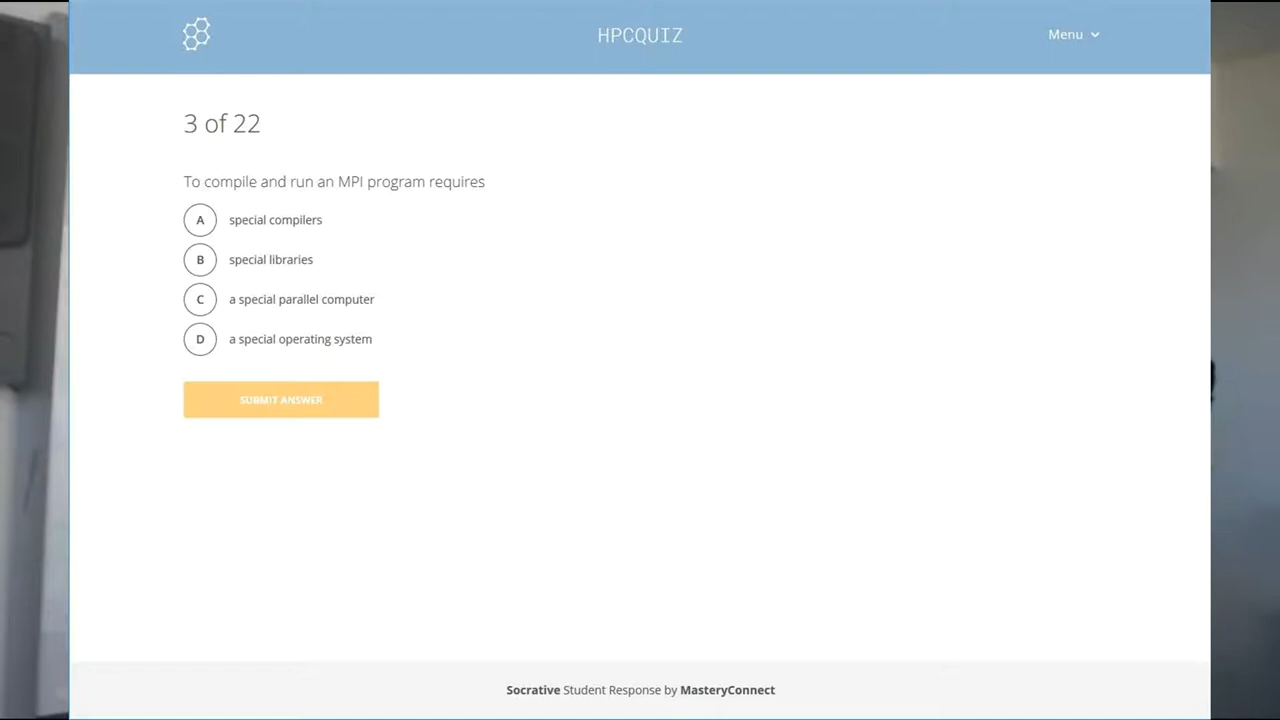 HPCQUIZ
Menu
3 of 22
To compile and run an MPI program requires
A special compilers
B special libraries
C a special parallel computer
D a special operating system
SUBMIT ANSWER
Socrative Student Response by MasteryConnect